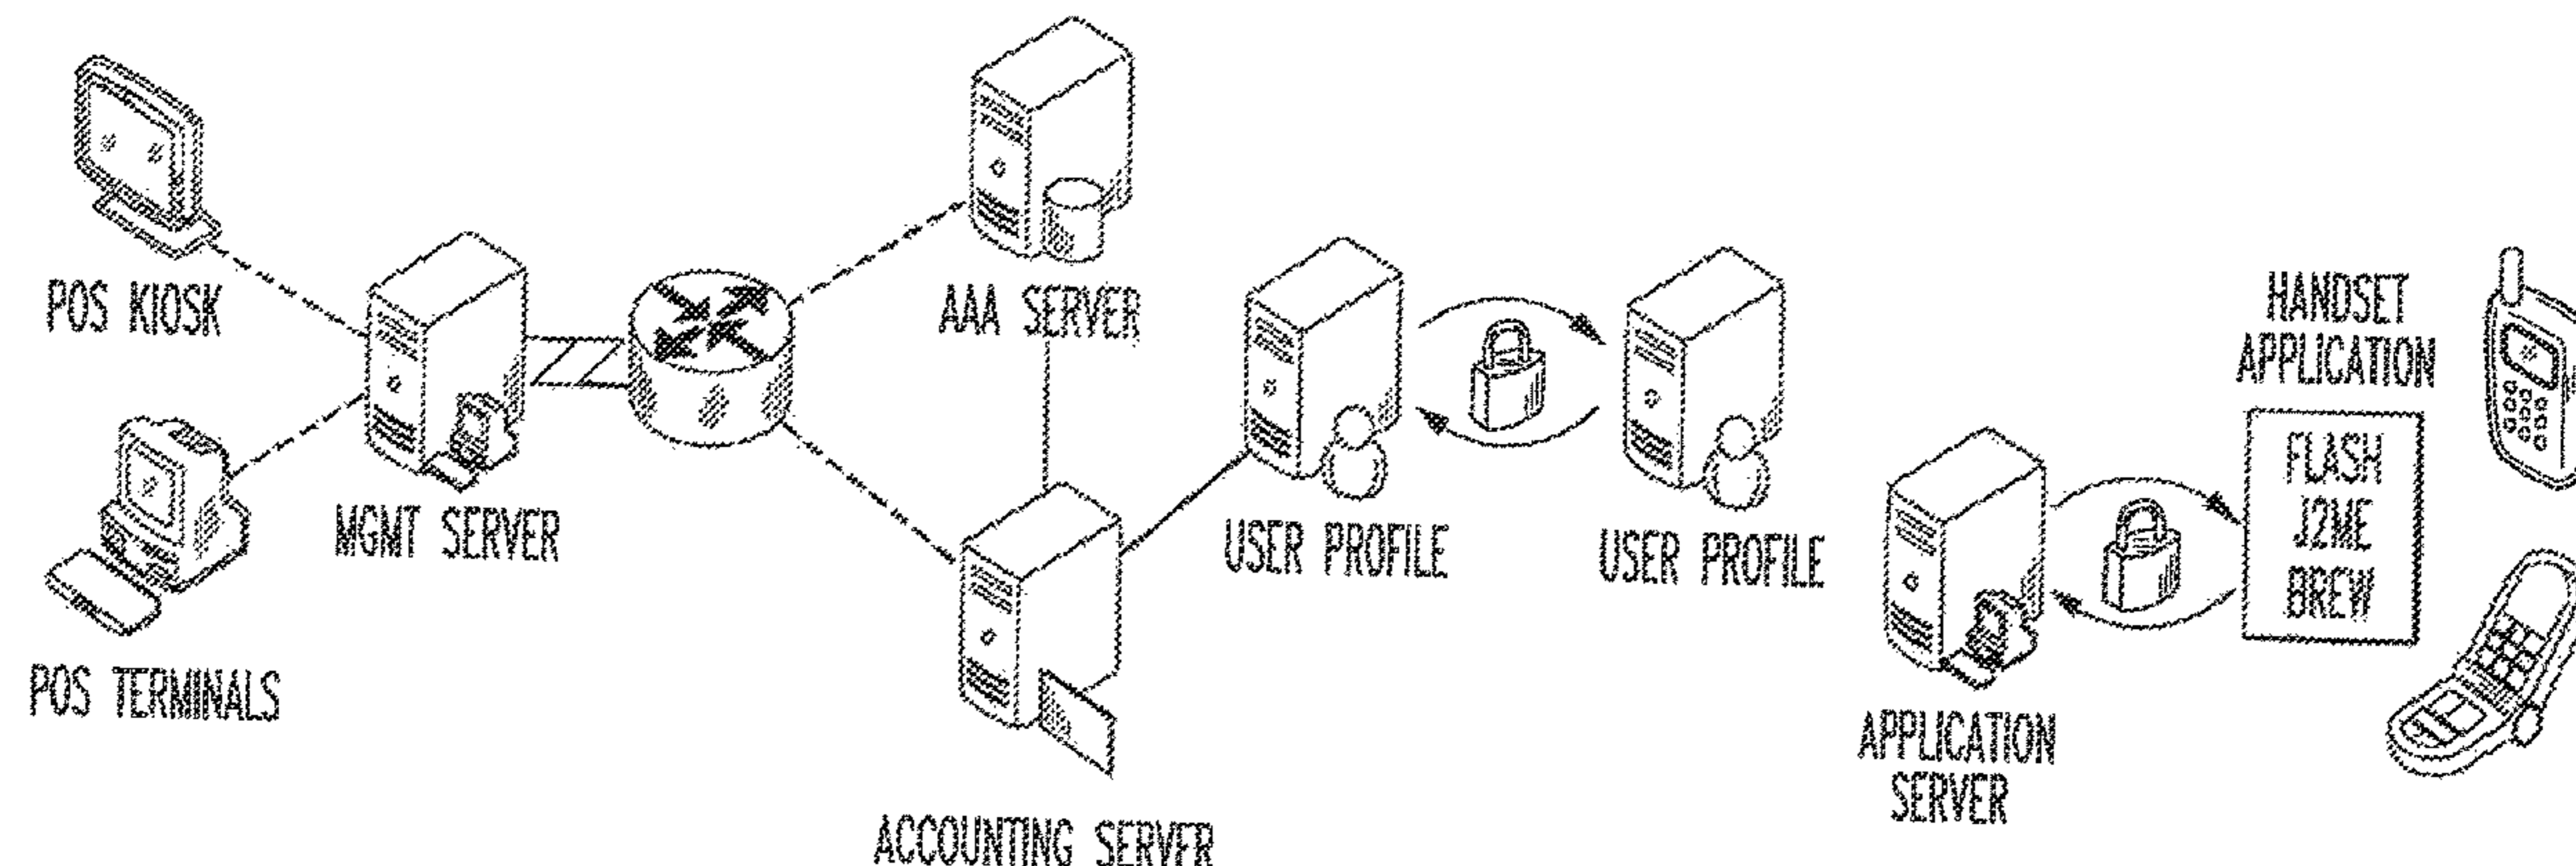 POS KIOSK
POS TERMINALS
MGMT SERVER
AAA SERVER
ACCOUNTING SERVER
USER PROFILE
USER PROFILE
APPLICATION
SERVER
HANDSET
APPLICATION
FLASH
J2ME
BREW